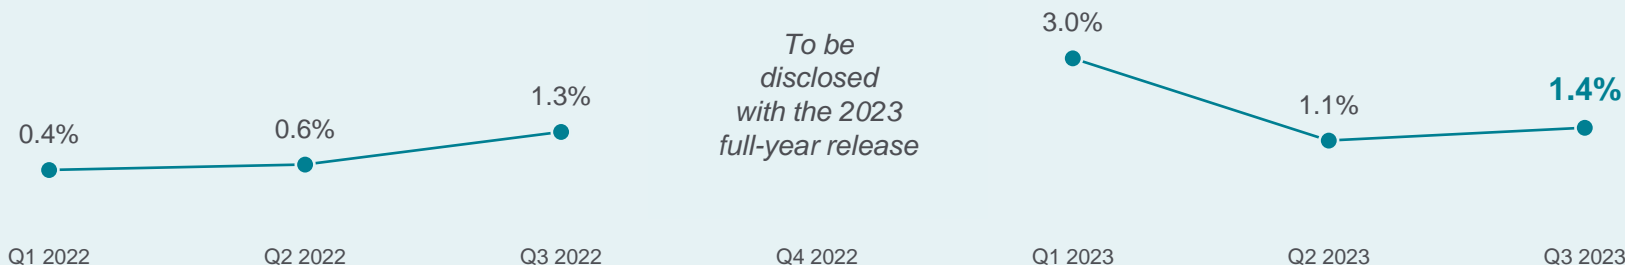 3.0%
To be
disclosed
with the 2023
full-year release
1.4%
1.3%
1.1%
0.6%
0.4%
Q1 2022 Q2 2022 Q3 2022 Q4 2022 Q1 2023 Q2 2023 Q3 2023